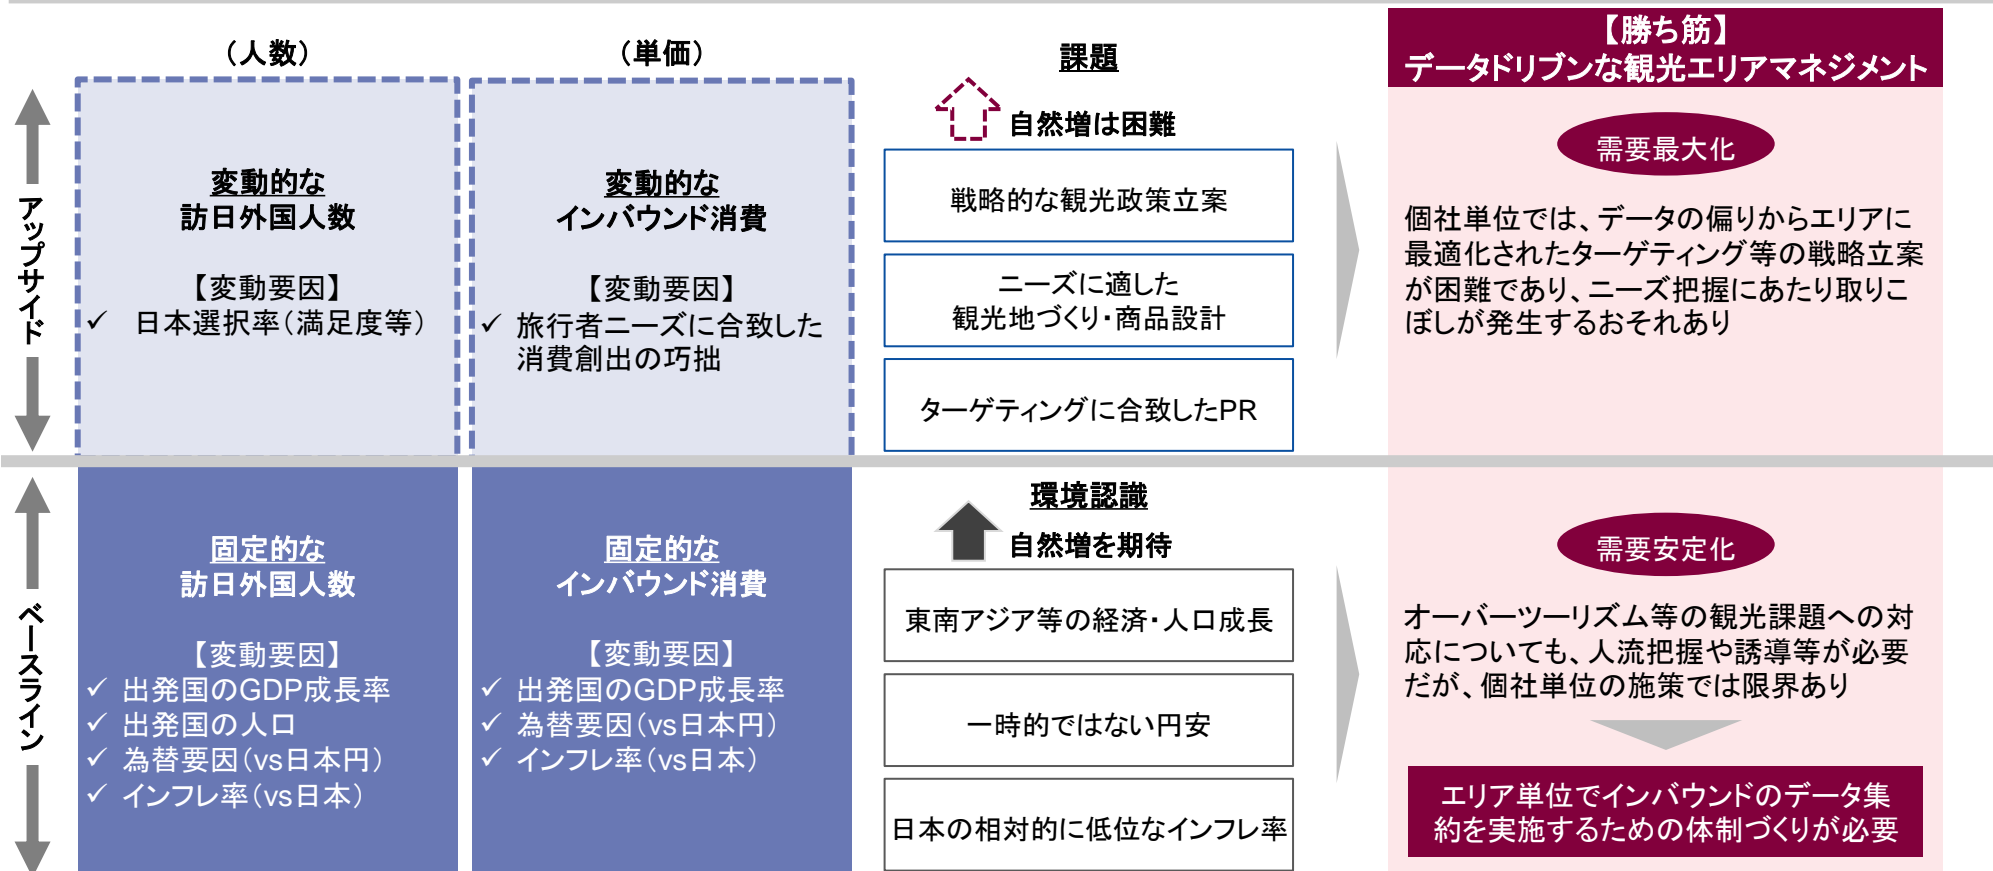 （人数）
（単価）
課題
【勝ち筋】
データドリブンな観光エリアマネジメント
アップサイド
変動的な
訪日外国人数
【変動要因】
✓ 日本選択率（満足度等）
変動的な
インバウンド消費
【変動要因】
✓ 旅行者ニーズに合致した
消費創出の巧拙
自然増は困難
戦略的な観光政策立案
ニーズに適した
観光地づくり・商品設計
ターゲティングに合致したPR
需要最大化
個社単位では、データの偏りからエリアに
最適化されたターゲティング等の戦略立案
が困難であり、ニーズ把握にあたり取りこ
ぼしが発生するおそれあり
ベースライン
固定的な
訪日外国人数
【変動要因】
✓ 出発国のGDP成長率
✓ 出発国の人口
✓ 為替要因（vs日本円）
✓ インフレ率（vs日本）
固定的な
インバウンド消費
【変動要因】
✓ 出発国のGDP成長率
✓ 為替要因（vs日本円）
✓ インフレ率（vs日本）
環境認識
自然増を期待
東南アジア等の経済・人口成長
一時的ではない円安
日本の相対的に低位なインフレ率
需要安定化
オーバーツーリズム等の観光課題への対
応についても、人流把握や誘導等が必要
だが、個社単位の施策では限界あり
エリア単位でインバウンドのデータ集
約を実施するための体制づくりが必要